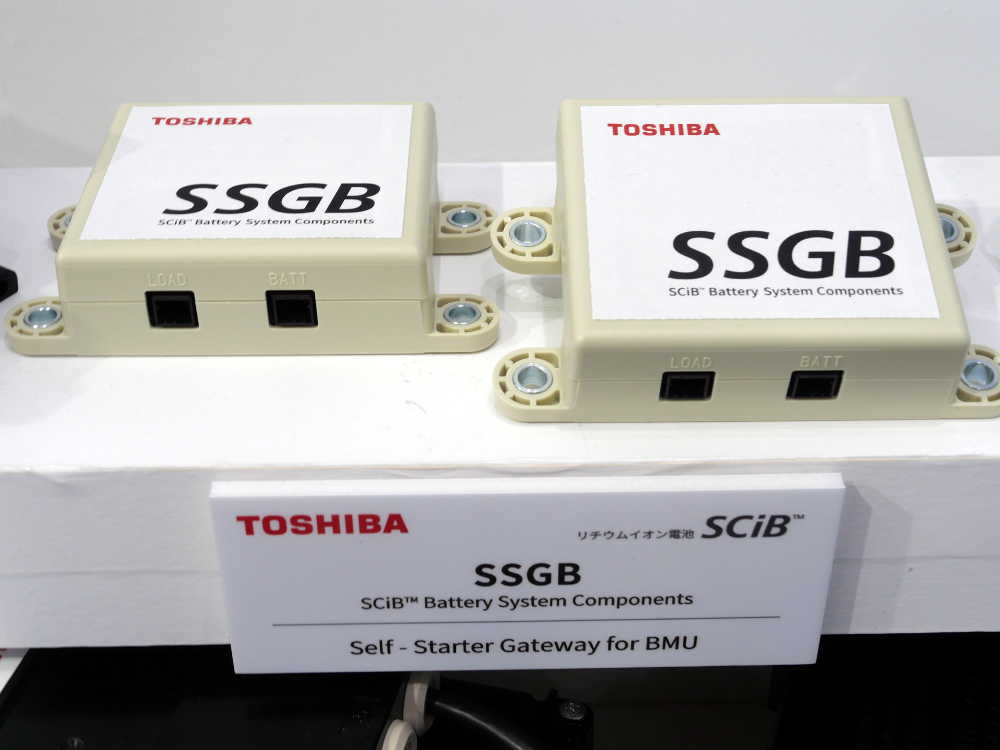 TOSHIBA
SSGB
SCiB™ Battery System Components
LOAD BATT
TOSHIBA
SSGB
SCiB™ Battery System Components
LOAD BATT
TOSHIBA
リチウムイオン電池 SCiB™
SSGB
SCiB™ Battery System Components
Self - Starter Gateway for BMU